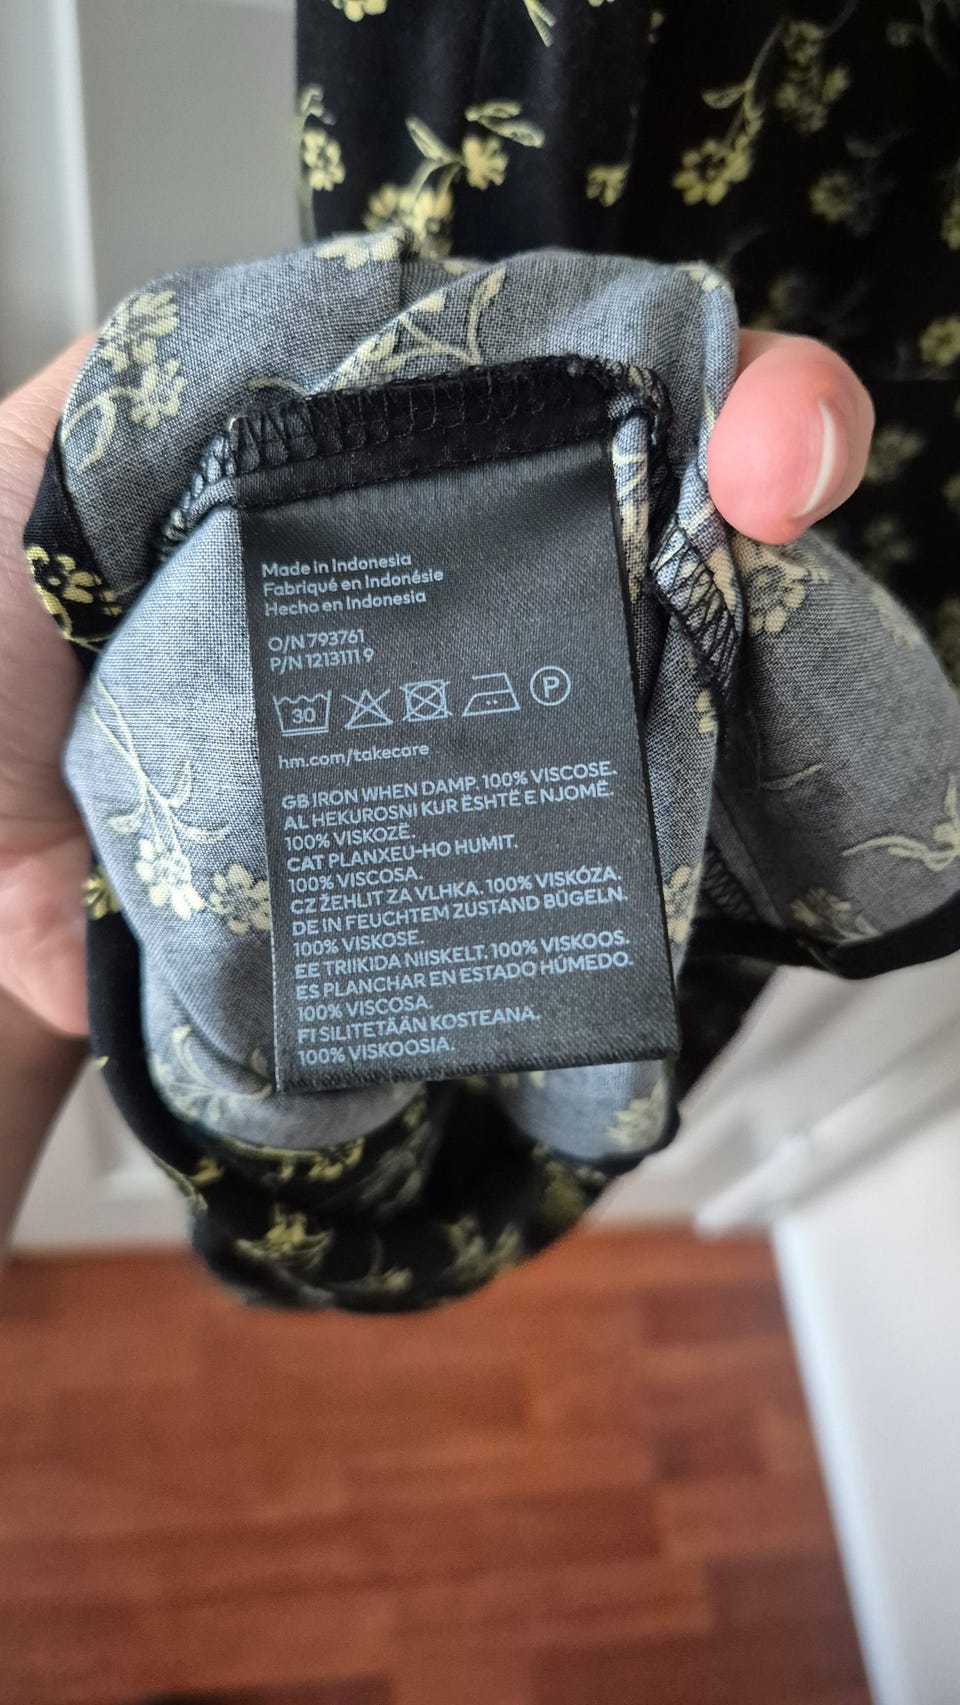 Made in Indonesia
Fabriqué en Indonésie
Hecho en Indonesia
O/N 793761
P/N 1213111 9
30 P
hm.com/takecare
GB IRON WHEN DAMP. 100% VISCOSE.
AL HEKUROSNI KUR ËSHTË E NJOMË.
100% VISKOZË.
CAT PLANXEU-HO HUMIT.
100% VISCOSA.
CZ ŽEHLIT ZA VLHKA. 100% VISKÓZA.
DE IN FEUCHTEM ZUSTAND BÜGELN.
100% VISKOSE.
EE TRIIKIDA NIISKELT. 100% VISKOOS.
ES PLANCHAR EN ESTADO HÚMEDO.
100% VISCOSA.
FI SILITETÄÄN KOSTEANA.
100% VISKOOSIA.